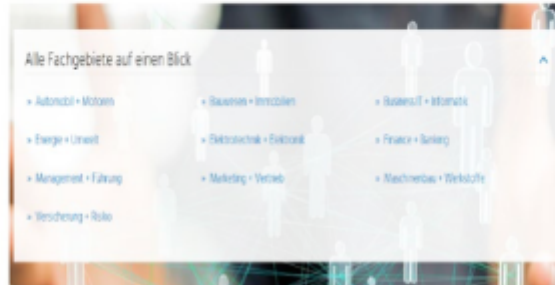 Alle Fachgebiete auf einen Blick
» Automobil + Motoren » Bauwesen + Immobilien » Business IT + Informatik
» Energie + Umwelt » Elektrotechnik + Elektronik » Finance + Banking
» Management + Führung » Marketing + Vertrieb » Maschinenbau + Werkstoffe
» Versicherung + Risiko